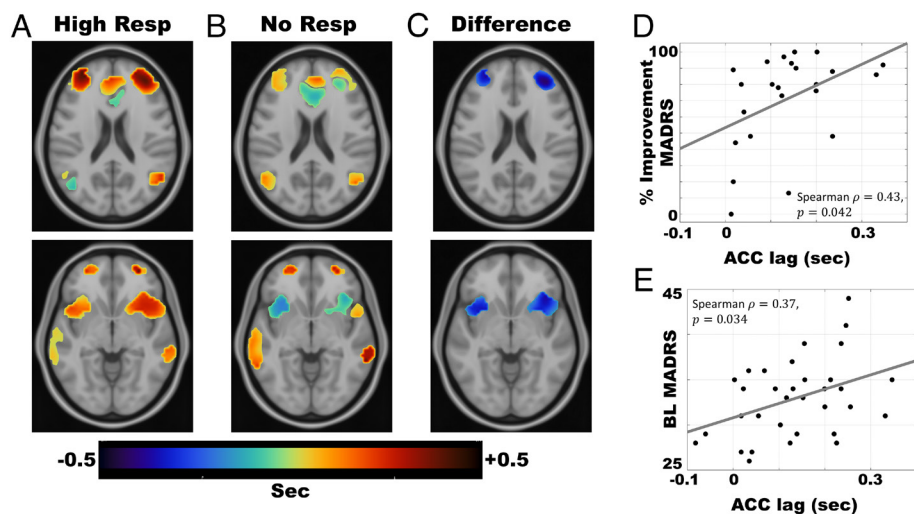 A High Resp
B No Resp
C Difference
D
100
% Improvement
MADRS
0
Spearman ρ = 0.43,
p = 0.042
-0.1 0 0.3
ACC lag (sec)
E
45
Spearman ρ = 0.37,
p = 0.034
BL MADRS
25
-0.1 0 0.3
ACC lag (sec)
-0.5 +0.5
Sec